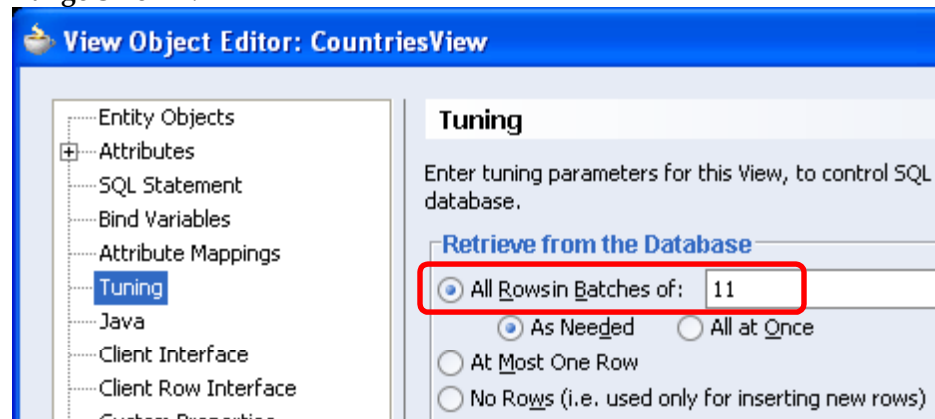 View Object Editor: CountriesView
Entity Objects
Attributes
SQL Statement
Bind Variables
Attribute Mappings
Tuning
Java
Client Interface
Client Row Interface
Tuning
Enter tuning parameters for this View, to control SQL
database.
Retrieve from the Database
All Rowsin Batches of: 11
As Needed All at Once
At Most One Row
No Rows (i.e. used only for inserting new rows)